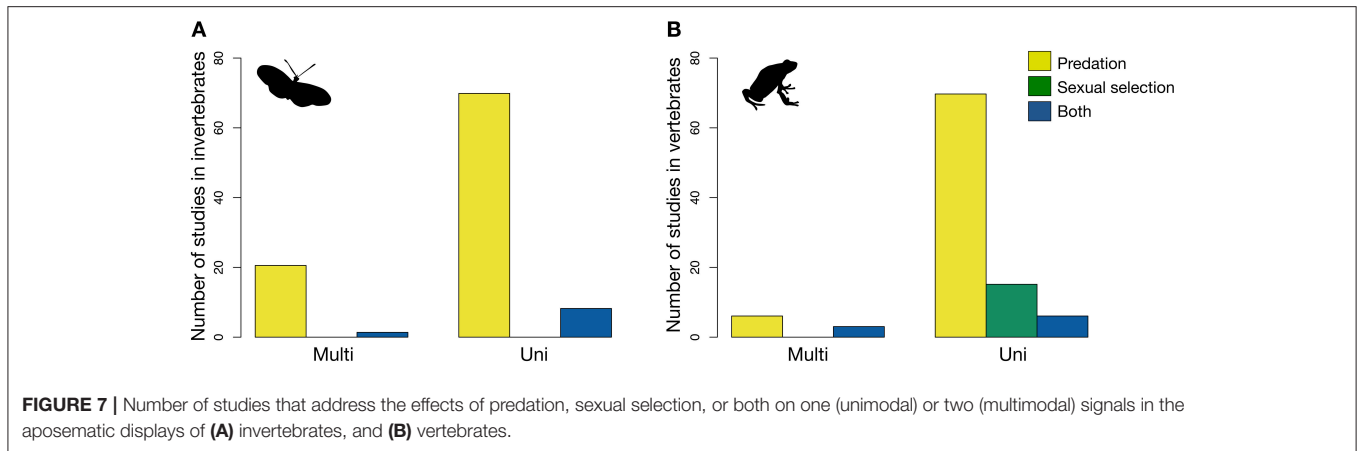 A
B
Number of studies in invertebrates
0
20
40
60
80
Multi
Uni
Number of studies in vertebrates
0
20
40
60
80
Multi
Uni
Predation
Sexual selection
Both
FIGURE 7 | Number of studies that address the effects of predation, sexual selection, or both on one (unimodal) or two (multimodal) signals in the
aposematic displays of (A) invertebrates, and (B) vertebrates.